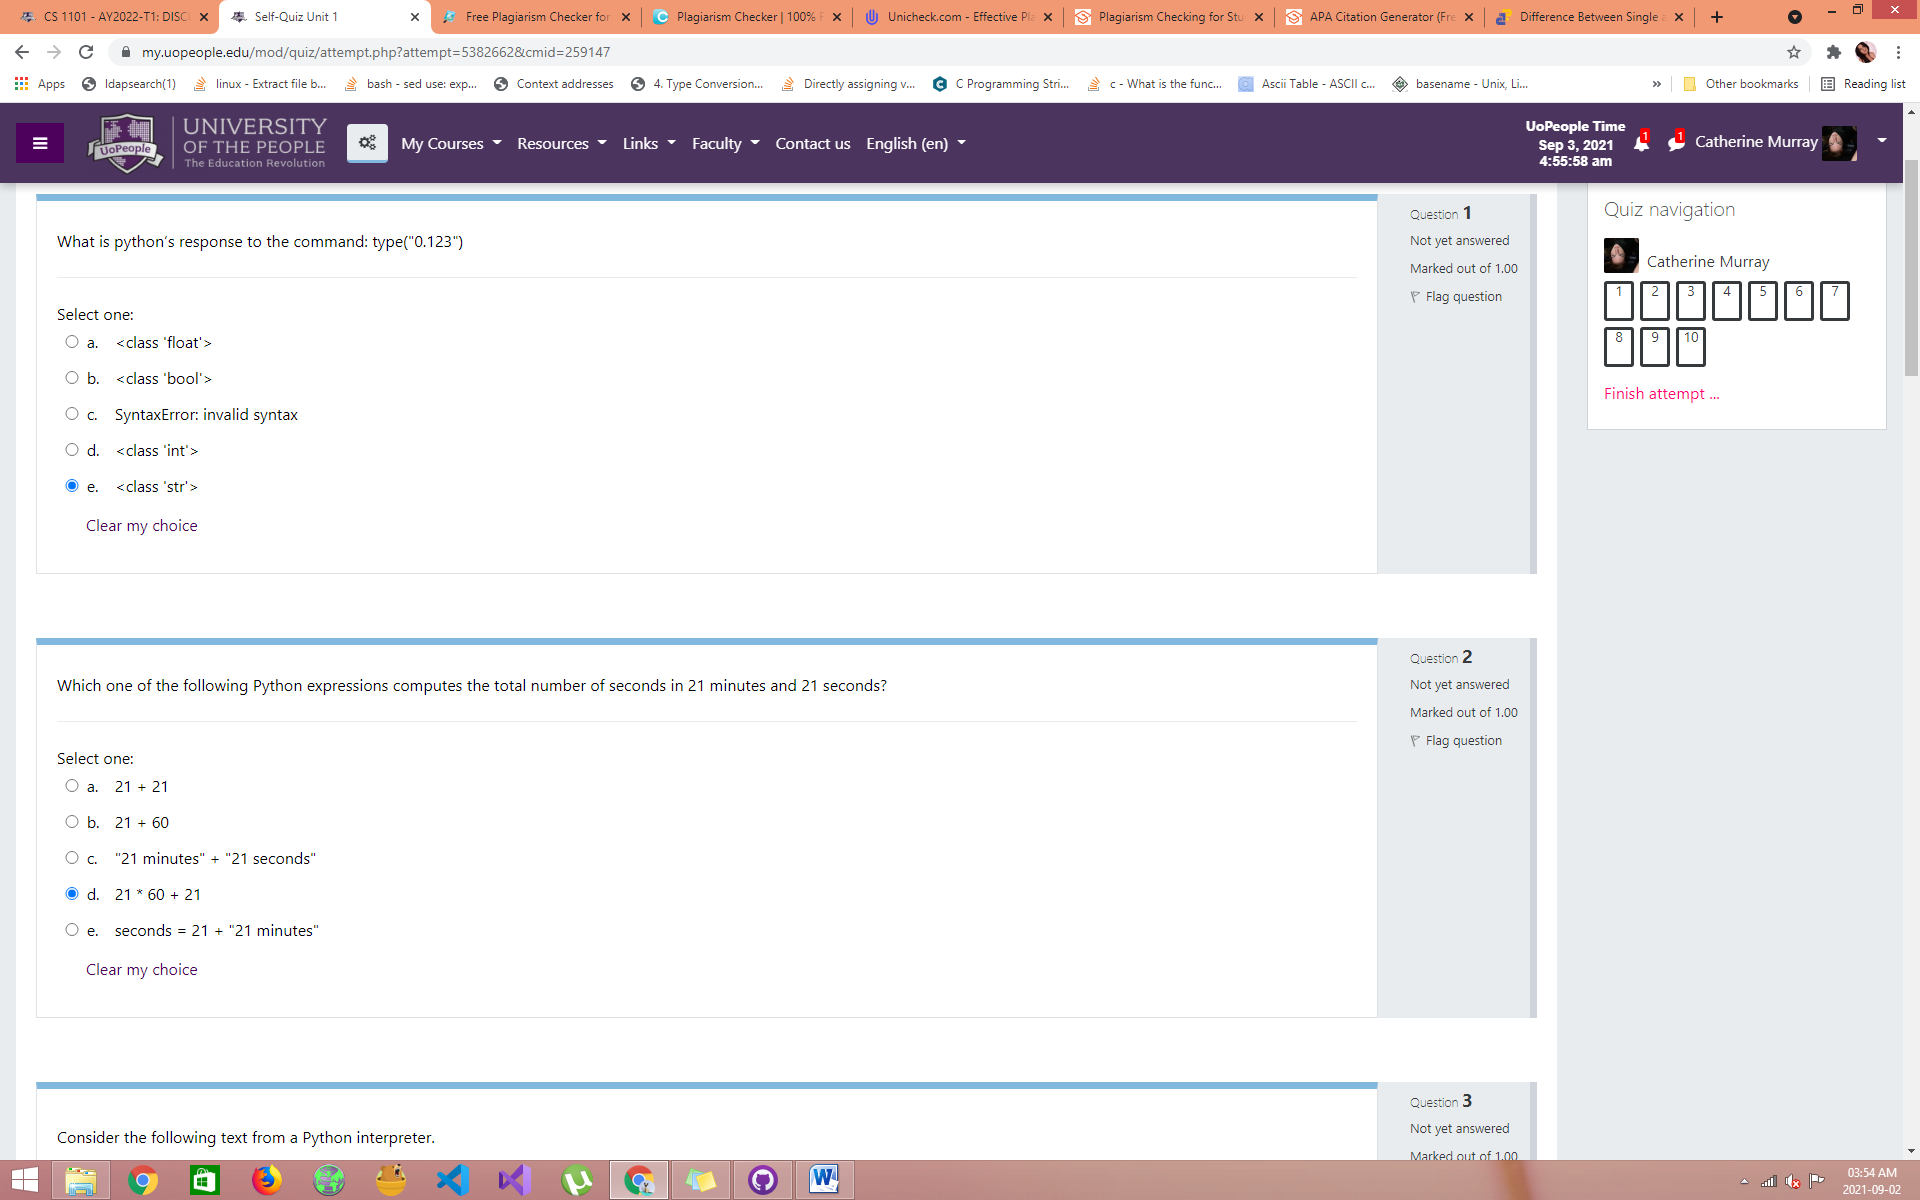 CS 1101 - AY2022-T1: DISC
Self-Quiz Unit 1
Free Plagiarism Checker for
Plagiarism Checker | 100% F
Unicheck.com - Effective Pla
Plagiarism Checking for Stu
APA Citation Generator (Fre
Difference Between Single a
my.uopeople.edu/mod/quiz/attempt.php?attempt=5382662&cmid=259147
Apps
ldapsearch(1)
linux - Extract file b...
bash - sed use: exp...
Context addresses
4. Type Conversion...
Directly assigning v...
C Programming Stri...
c - What is the func...
Ascii Table - ASCII c...
basename - Unix, Li...
»
Other bookmarks
Reading list
UoPeople
UNIVERSITY
OF THE PEOPLE
The Education Revolution
My Courses
Resources
Links
Faculty
Contact us
English (en)
UoPeople Time
Sep 3, 2021
4:55:58 am
1
1
Catherine Murray
What is python's response to the command: type("0.123")
Select one:
a. <class 'float'>
b. <class 'bool'>
c. SyntaxError: invalid syntax
d. <class 'int'>
e. <class 'str'>
Clear my choice
Question 1
Not yet answered
Marked out of 1.00
Flag question
Quiz navigation
Catherine Murray
1 2 3 4 5 6 7
8 9 10
Finish attempt ...
Which one of the following Python expressions computes the total number of seconds in 21 minutes and 21 seconds?
Select one:
a. 21 + 21
b. 21 + 60
c. "21 minutes" + "21 seconds"
d. 21 * 60 + 21
e. seconds = 21 + "21 minutes"
Clear my choice
Question 2
Not yet answered
Marked out of 1.00
Flag question
Consider the following text from a Python interpreter.
Question 3
Not yet answered
Marked out of 1.00
03:54 AM
2021-09-02